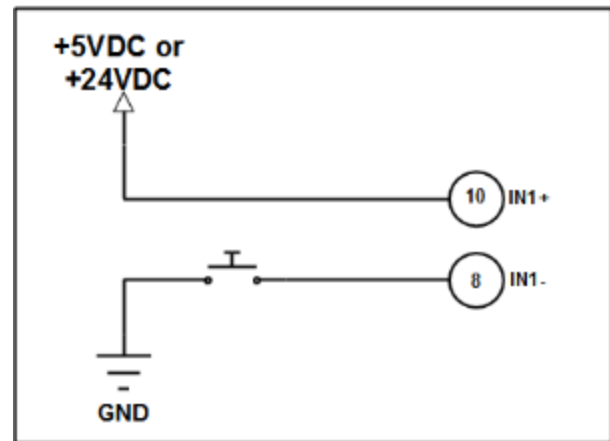 +5VDC or
+24VDC
10 IN1+
8 IN1-
GND